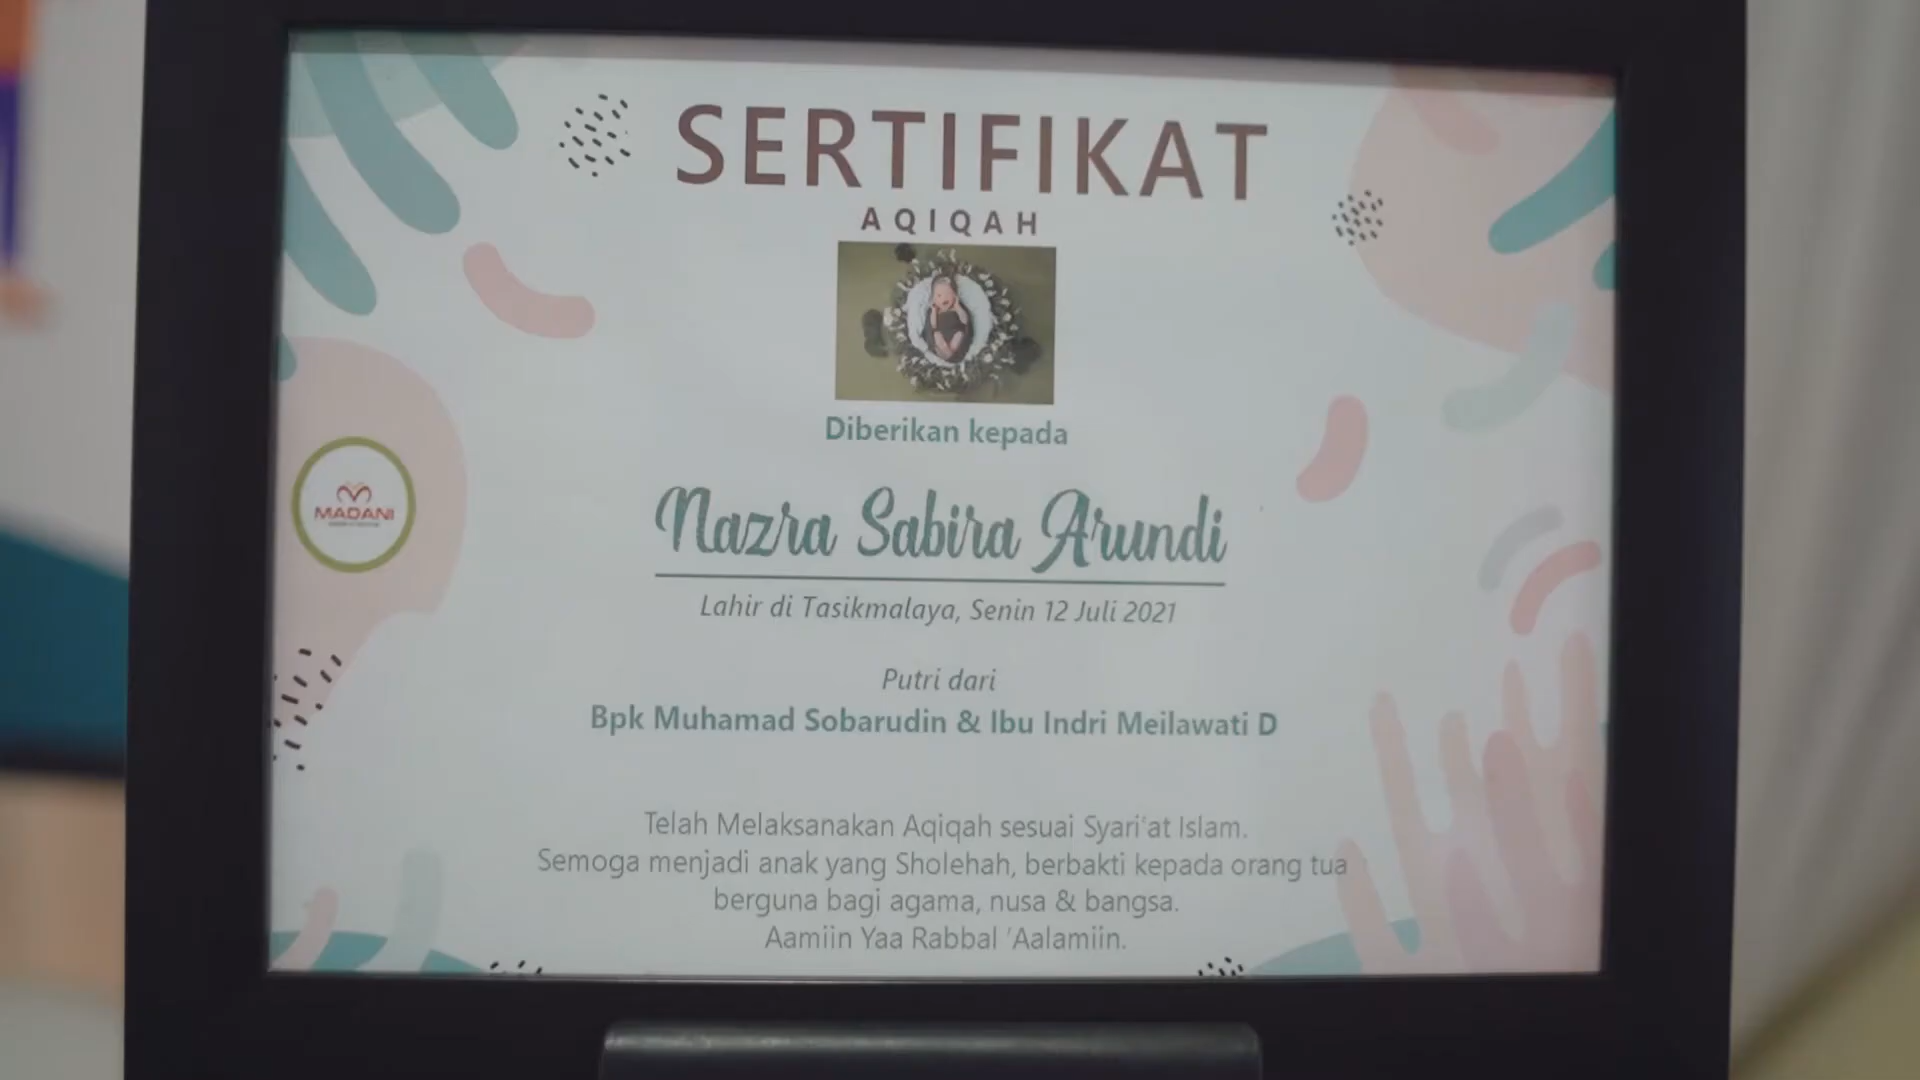 SERTIFIKAT
AQIQAH
Diberikan kepada
Nazra Sabira Arundi
Lahir di Tasikmalaya, Senin 12 Juli 2021
Putri dari
Bpk Muhamad Sobarudin & Ibu Indri Meilawati D
MADANI
Telah Melaksanakan Aqiqah sesuai Syari'at Islam.
Semoga menjadi anak yang Sholehah, berbakti kepada orang tua
berguna bagi agama, nusa & bangsa.
Aamiin Yaa Rabbal 'Aalamiin.